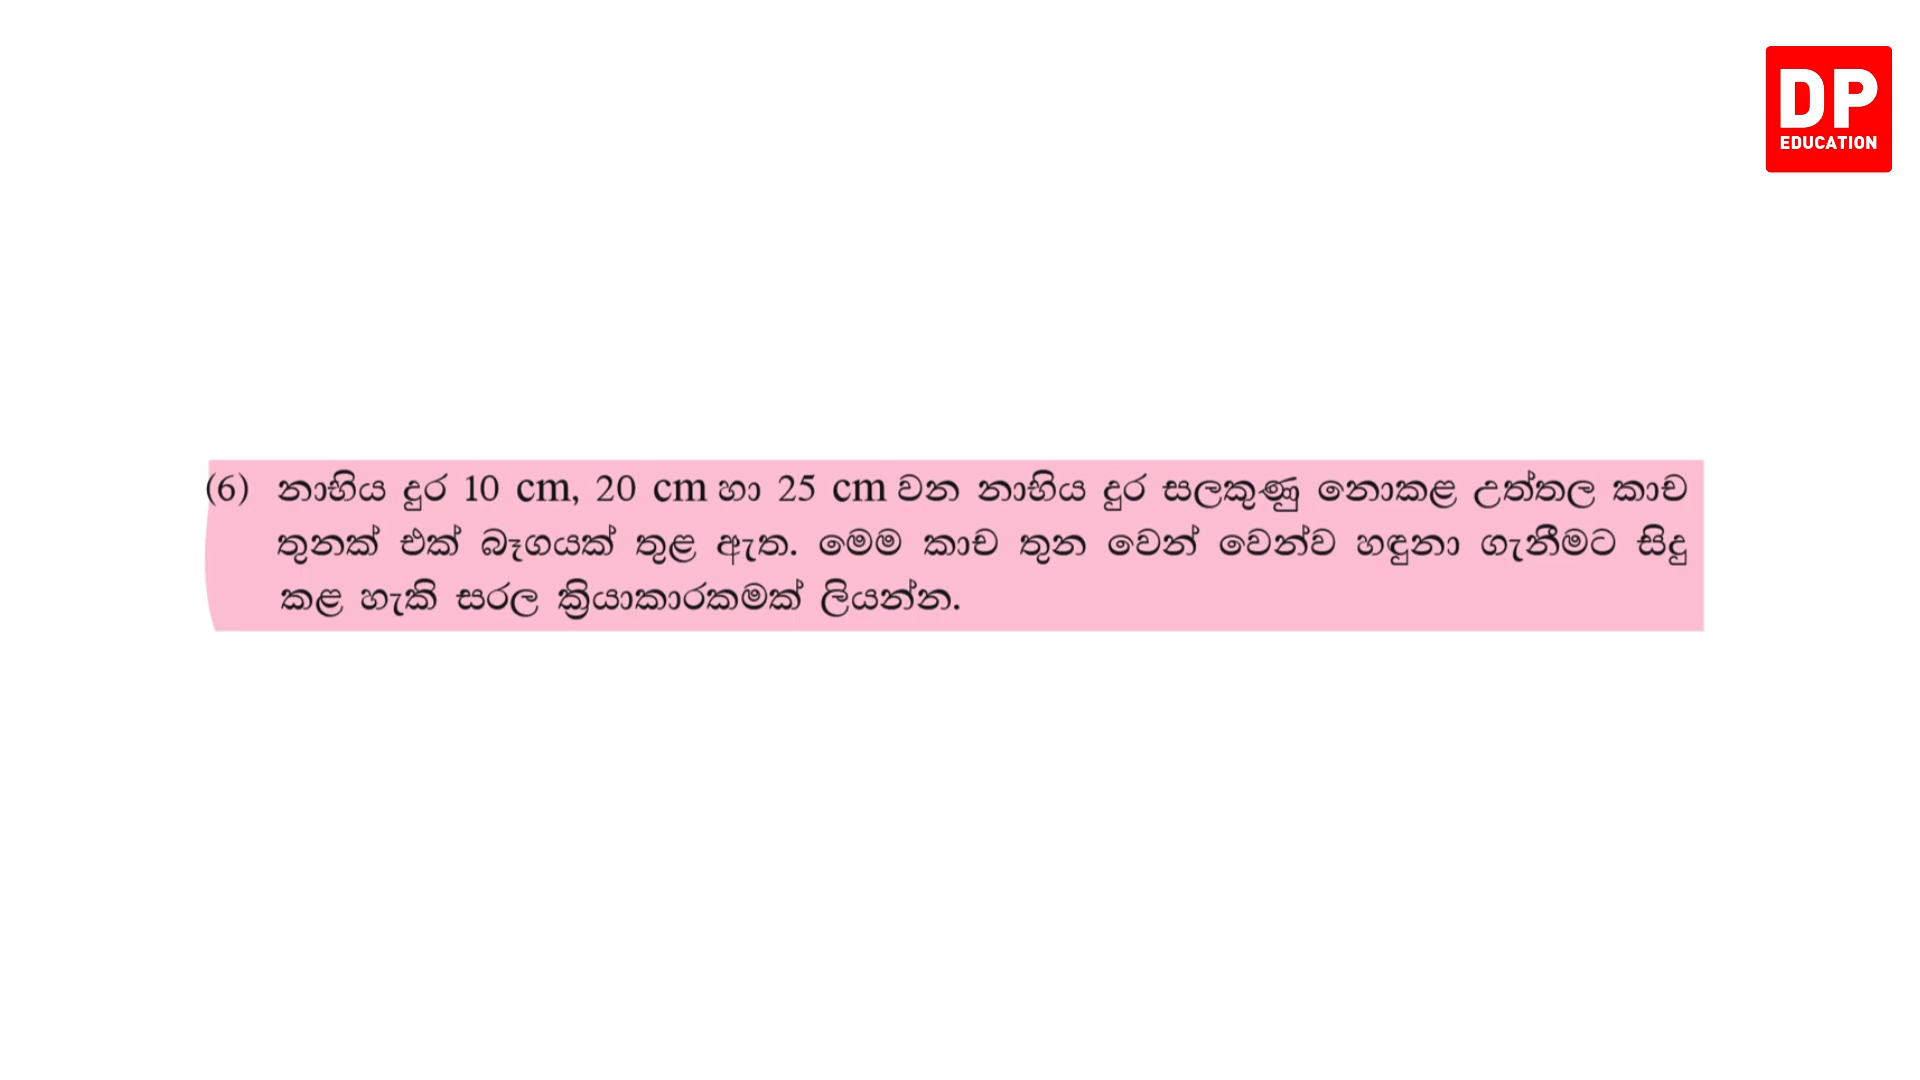 DP
EDUCATION
(6) නාභිය දුර 10 cm, 20 cm හා 25 cm වන නාභිය දුර සලකුණු නොකළ උත්තල කාච
තුනක් එක් බෑගයක් තුළ ඇත. මෙම කාච තුන වෙන් වෙන්ව හඳුනා ගැනීමට සිදු
කළ හැකි සරල ක්‍රියාකාරකමක් ලියන්න.